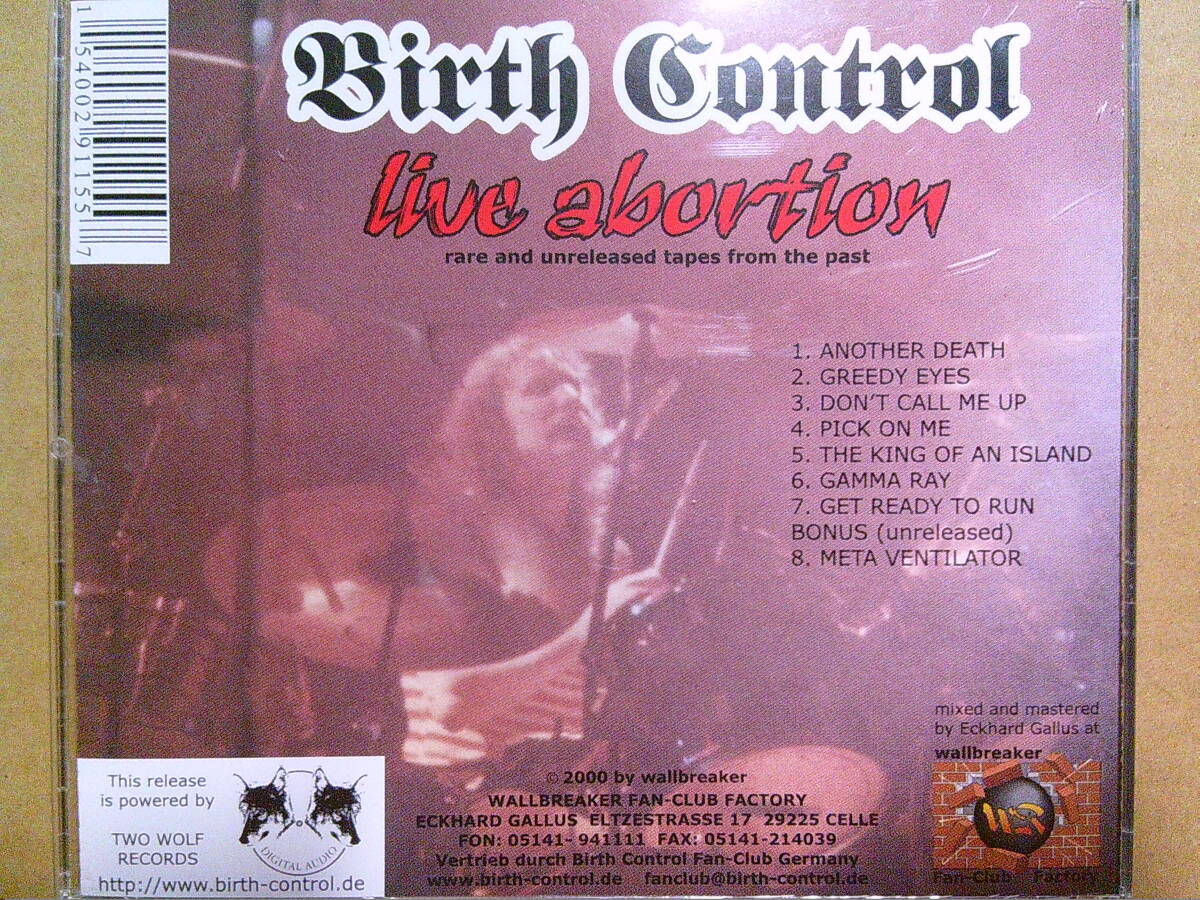 1 54002 91155 7
Birth Control
live abortion
rare and unreleased tapes from the past
1. ANOTHER DEATH
2. GREEDY EYES
3. DON'T CALL ME UP
4. PICK ON ME
5. THE KING OF AN ISLAND
6. GAMMA RAY
7. GET READY TO RUN
BONUS (unreleased)
8. META VENTILATOR
mixed and mastered
by Eckhard Gallus at
wallbreaker
WR
Fan-Club Factory
This release
is powered by
TWO WOLF
RECORDS
DIGITAL AUDIO
http://www.birth-control.de
© 2000 by wallbreaker
WALLBREAKER FAN-CLUB FACTORY
ECKHARD GALLUS ELTZESTRASSE 17 29225 CELLE
FON: 05141- 941111 FAX: 05141-214039
Vertrieb durch Birth Control Fan-Club Germany
www.birth-control.de fanclub@birth-control.de